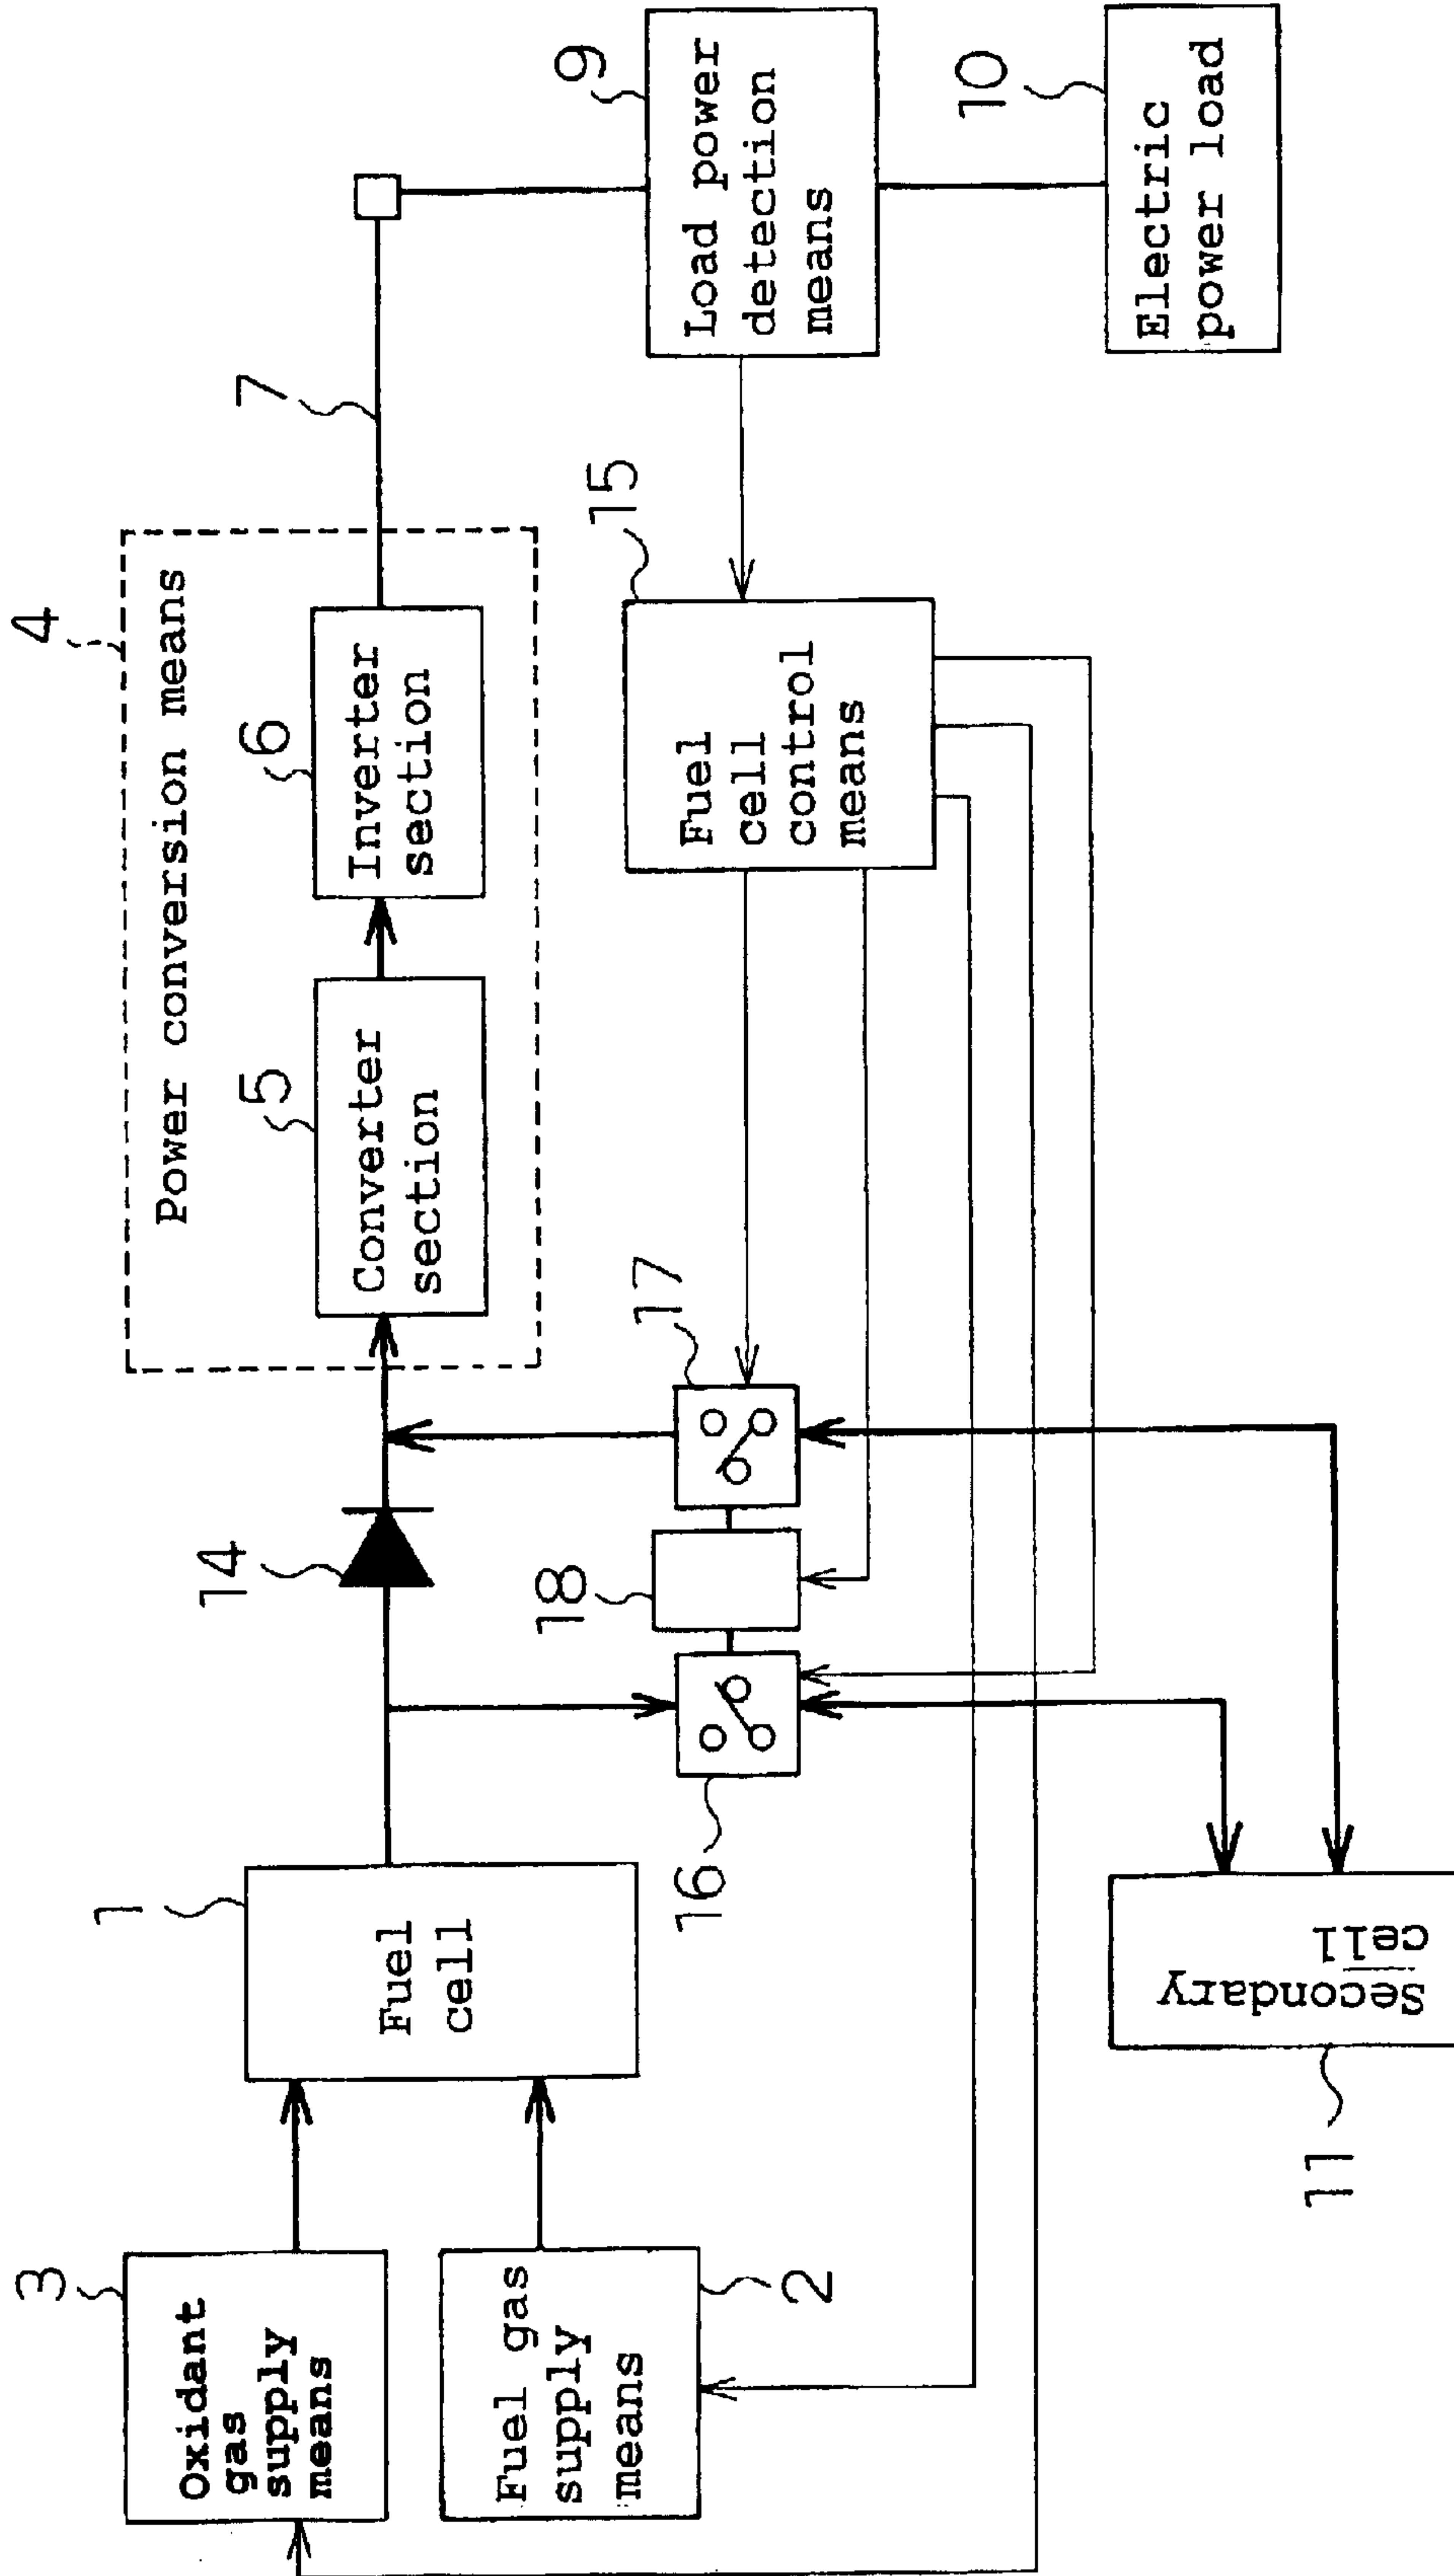 4
Power conversion means
3
Oxidant
gas
supply
means
1
Fuel
cell
14
5
Converter
section
6
Inverter
section
7
Fuel gas
supply
means
2
16
18
17
15
Fuel
cell
control
means
9
Load power
detection
means
10
Electric
power load
11
Secondary
cell